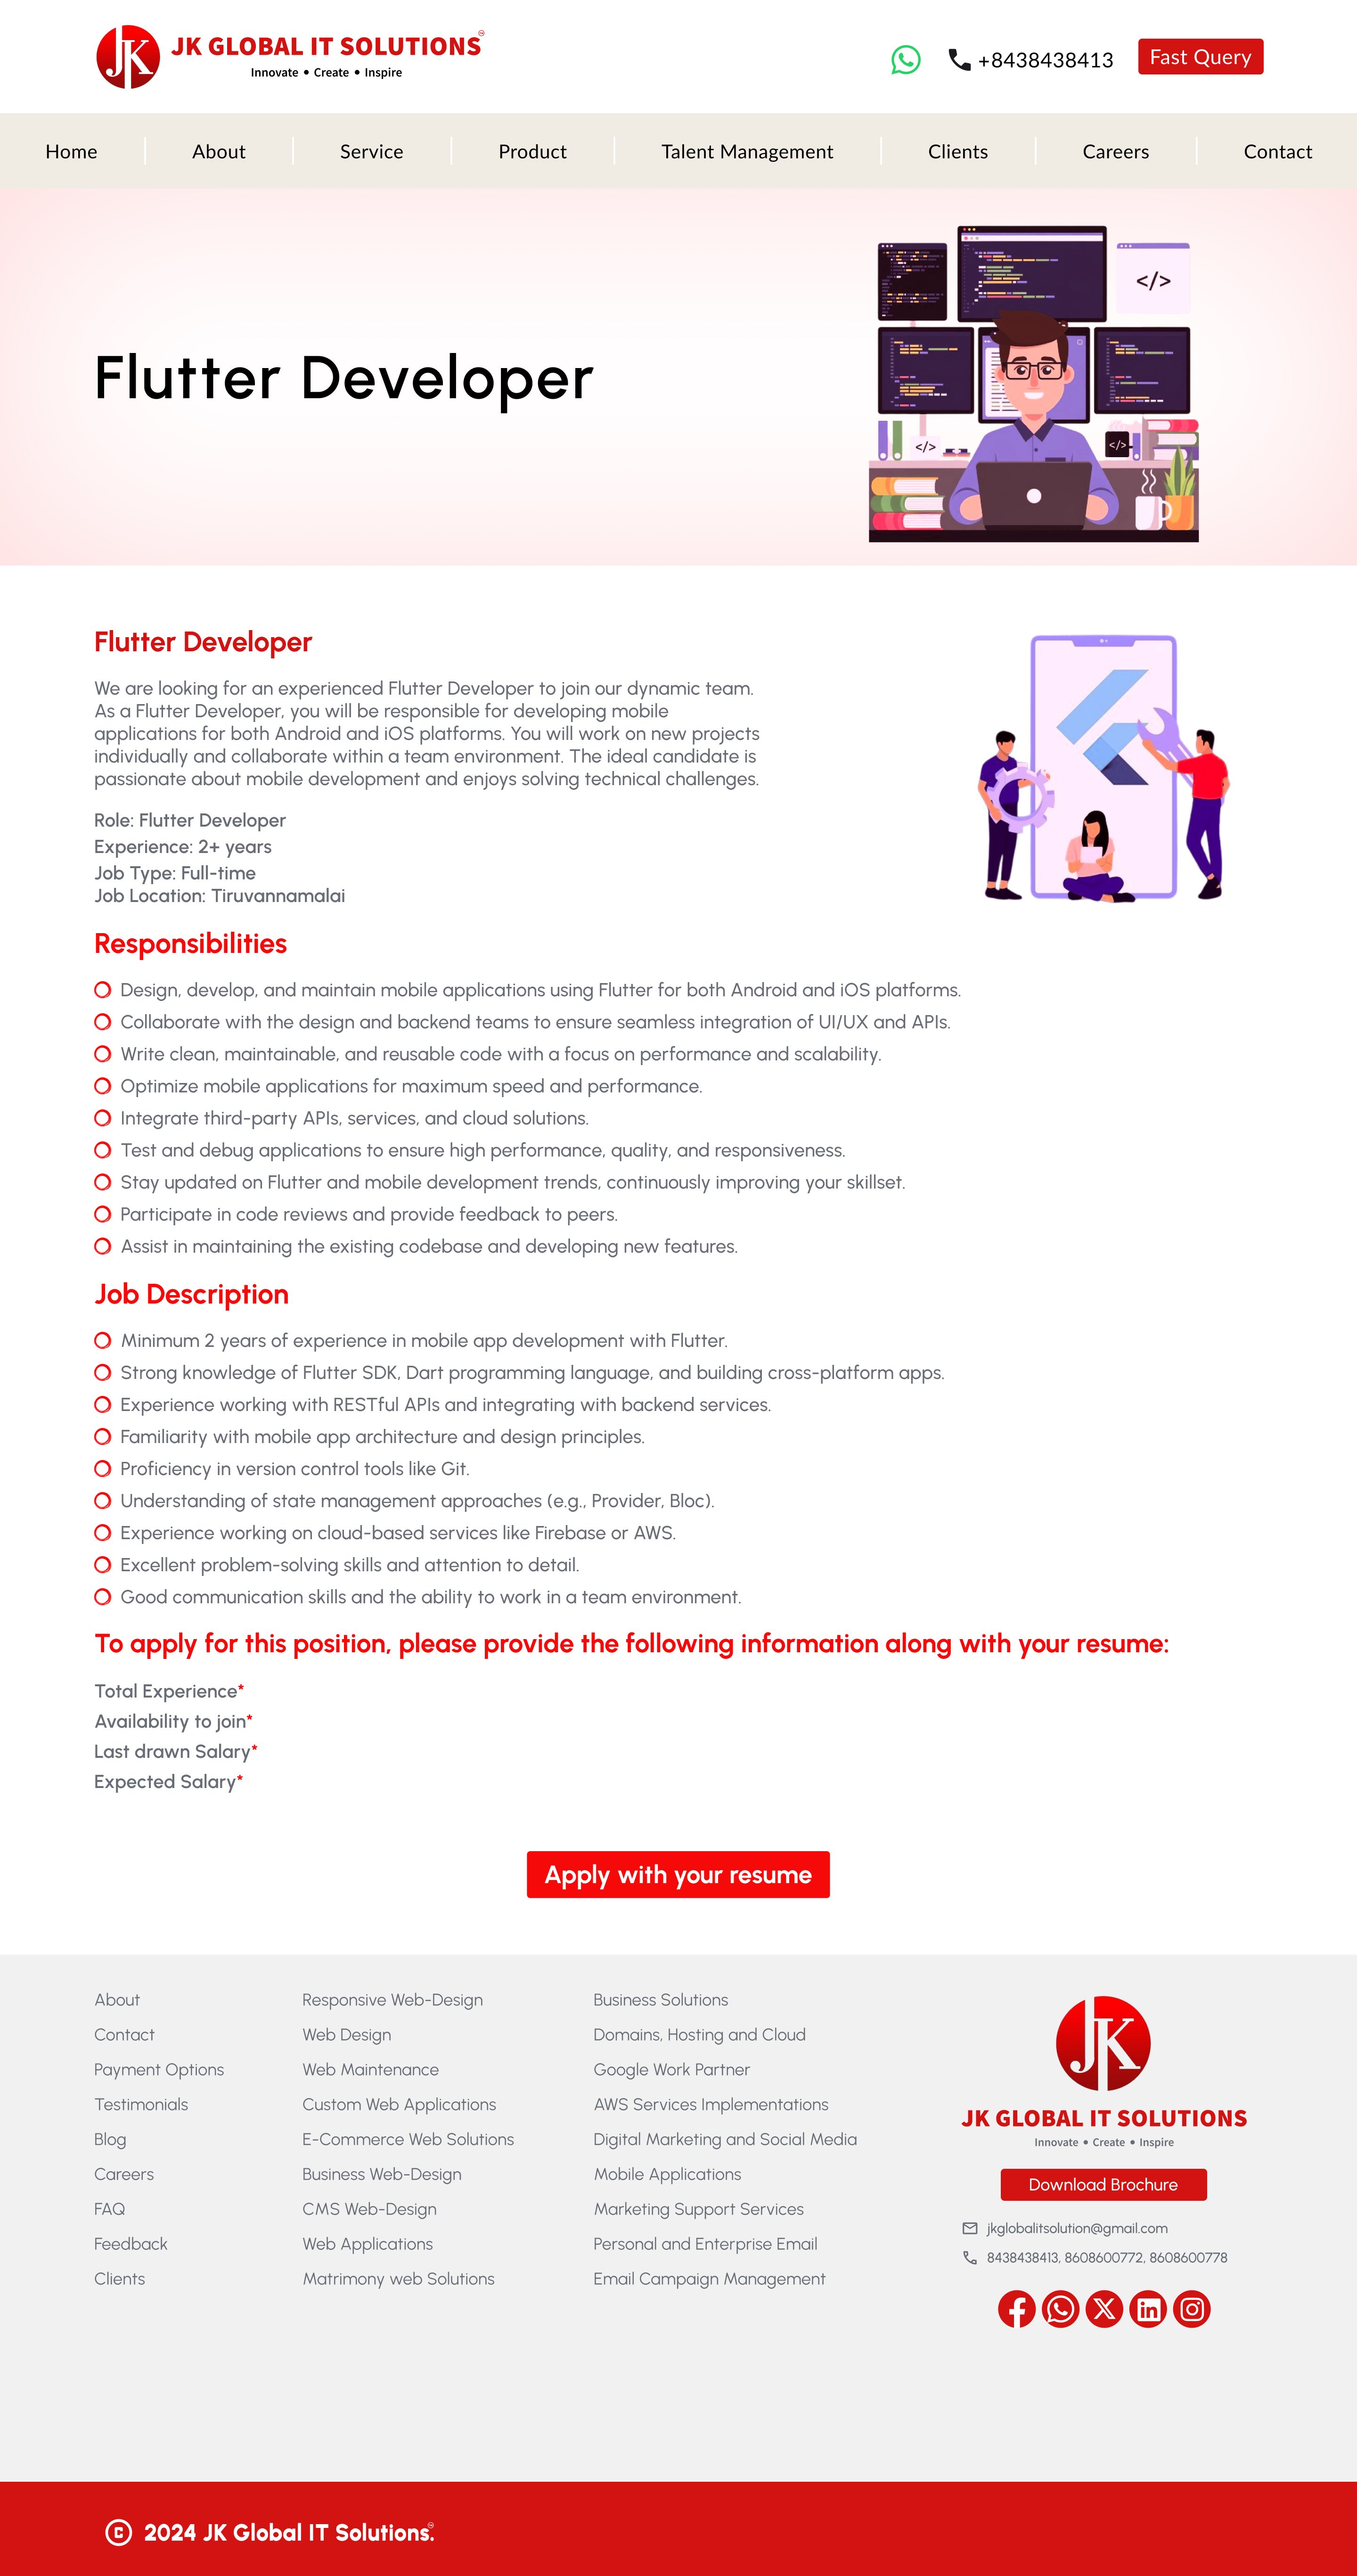 JK GLOBAL IT SOLUTIONS
Innovate • Create • Inspire
+8438438413
Fast Query
Home
About
Service
Product
Talent Management
Clients
Careers
Contact
Flutter Developer
</>
</>
</>
Flutter Developer
We are looking for an experienced Flutter Developer to join our dynamic team.
As a Flutter Developer, you will be responsible for developing mobile
applications for both Android and iOS platforms. You will work on new projects
individually and collaborate within a team environment. The ideal candidate is
passionate about mobile development and enjoys solving technical challenges.
Role: Flutter Developer
Experience: 2+ years
Job Type: Full-time
Job Location: Tiruvannamalai
Responsibilities
Design, develop, and maintain mobile applications using Flutter for both Android and iOS platforms.
Collaborate with the design and backend teams to ensure seamless integration of UI/UX and APIs.
Write clean, maintainable, and reusable code with a focus on performance and scalability.
Optimize mobile applications for maximum speed and performance.
Integrate third-party APIs, services, and cloud solutions.
Test and debug applications to ensure high performance, quality, and responsiveness.
Stay updated on Flutter and mobile development trends, continuously improving your skillset.
Participate in code reviews and provide feedback to peers.
Assist in maintaining the existing codebase and developing new features.
Job Description
Minimum 2 years of experience in mobile app development with Flutter.
Strong knowledge of Flutter SDK, Dart programming language, and building cross-platform apps.
Experience working with RESTful APIs and integrating with backend services.
Familiarity with mobile app architecture and design principles.
Proficiency in version control tools like Git.
Understanding of state management approaches (e.g., Provider, Bloc).
Experience working on cloud-based services like Firebase or AWS.
Excellent problem-solving skills and attention to detail.
Good communication skills and the ability to work in a team environment.
To apply for this position, please provide the following information along with your resume:
Total Experience*
Availability to join*
Last drawn Salary*
Expected Salary*
Apply with your resume
About
Contact
Payment Options
Testimonials
Blog
Careers
FAQ
Feedback
Clients
Responsive Web-Design
Web Design
Web Maintenance
Custom Web Applications
E-Commerce Web Solutions
Business Web-Design
CMS Web-Design
Web Applications
Matrimony web Solutions
Business Solutions
Domains, Hosting and Cloud
Google Work Partner
AWS Services Implementations
Digital Marketing and Social Media
Mobile Applications
Marketing Support Services
Personal and Enterprise Email
Email Campaign Management
JK
JK GLOBAL IT SOLUTIONS
Innovate • Create • Inspire
Download Brochure
jkglobalitsolution@gmail.com
8438438413, 8608600772, 8608600778
© 2024 JK Global IT Solutions.